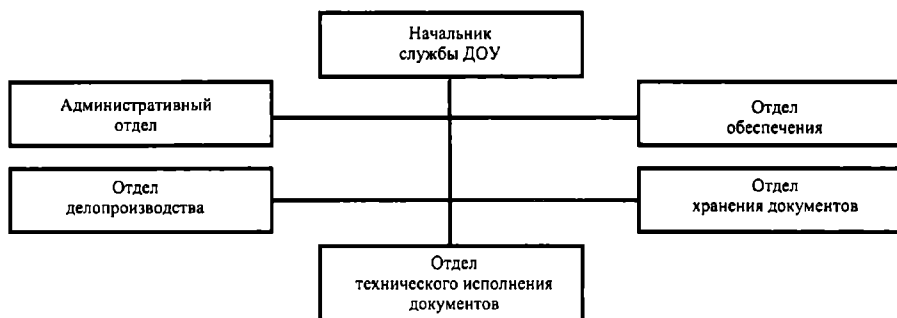 Начальник
службы ДОУ
Административный
отдел
Отдел
обеспечения
Отдел
делопроизводства
Отдел
хранения документов
Отдел
технического исполнения
документов